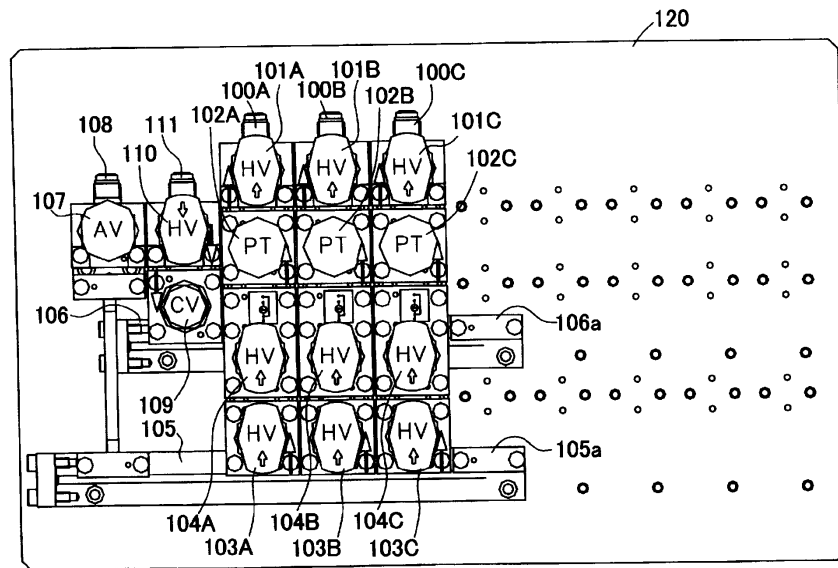 120
101A 101B 100C
100A 100B
102A 102B
108 111
110 101C
HV HV HV
102C
107
AV HV PT PT PT
106 CV 106a
HV HV HV
109
105 HV HV HV 105a
104A 104B 104C
103A 103B 103C